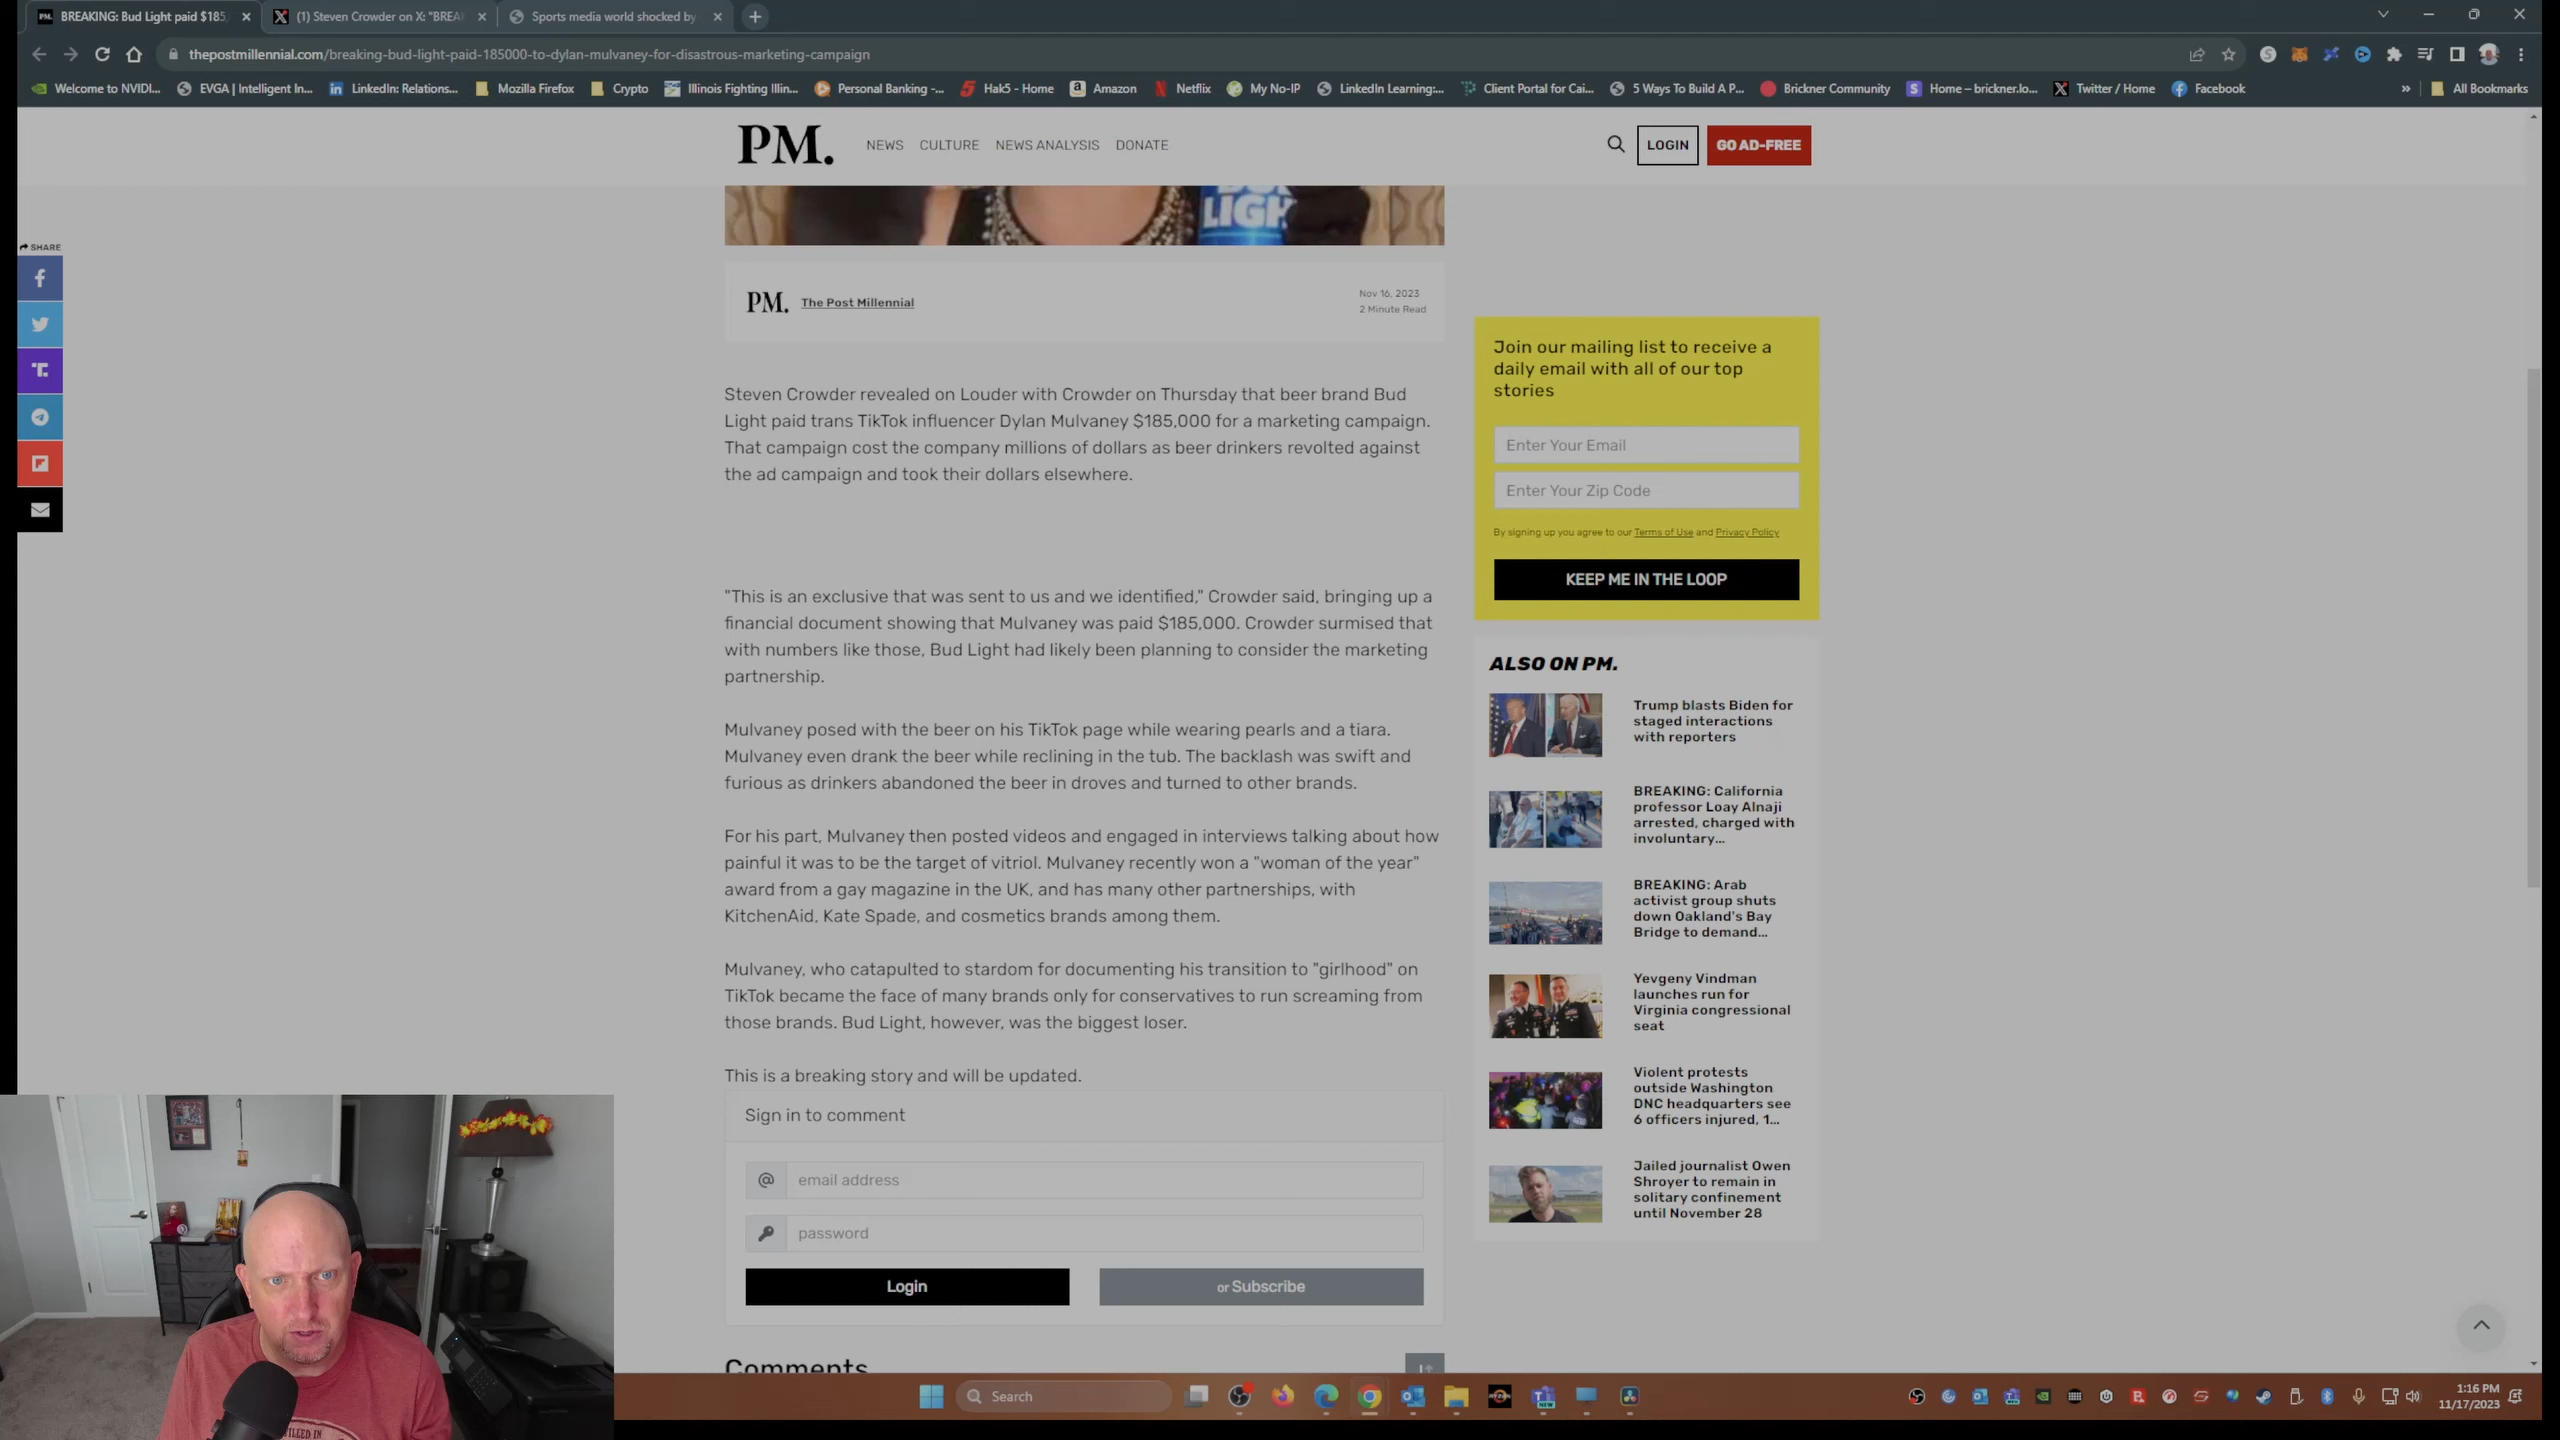 BREAKING: Bud Light paid $185,
(1) Steven Crowder on X: "BREA
Sports media world shocked by
thepostmillennial.com/breaking-bud-light-paid-185000-to-dylan-mulvaney-for-disastrous-marketing-campaign
Welcome to NVIDI...
EVGA | Intelligent In...
LinkedIn: Relations...
Mozilla Firefox
Crypto
Illinois Fighting Illin...
Personal Banking -...
Hak5 - Home
Amazon
Netflix
My No-IP
LinkedIn Learning:...
Client Portal for Cai...
5 Ways To Build A P...
Brickner Community
Home – brickner.lo...
Twitter / Home
Facebook
»
All Bookmarks
PM.
NEWS
CULTURE
NEWS ANALYSIS
DONATE
LOGIN
GO AD-FREE
LIGH
SHARE
PM.
The Post Millennial
Nov 16, 2023
2 Minute Read
Steven Crowder revealed on Louder with Crowder on Thursday that beer brand Bud
Light paid trans TikTok influencer Dylan Mulvaney $185,000 for a marketing campaign.
That campaign cost the company millions of dollars as beer drinkers revolted against
the ad campaign and took their dollars elsewhere.
"This is an exclusive that was sent to us and we identified," Crowder said, bringing up a
financial document showing that Mulvaney was paid $185,000. Crowder surmised that
with numbers like those, Bud Light had likely been planning to consider the marketing
partnership.
Mulvaney posed with the beer on his TikTok page while wearing pearls and a tiara.
Mulvaney even drank the beer while reclining in the tub. The backlash was swift and
furious as drinkers abandoned the beer in droves and turned to other brands.
For his part, Mulvaney then posted videos and engaged in interviews talking about how
painful it was to be the target of vitriol. Mulvaney recently won a "woman of the year"
award from a gay magazine in the UK, and has many other partnerships, with
KitchenAid, Kate Spade, and cosmetics brands among them.
Mulvaney, who catapulted to stardom for documenting his transition to "girlhood" on
TikTok became the face of many brands only for conservatives to run screaming from
those brands. Bud Light, however, was the biggest loser.
This is a breaking story and will be updated.
Sign in to comment
@ email address
password
Login
or Subscribe
Comments
Join our mailing list to receive a
daily email with all of our top
stories
Enter Your Email
Enter Your Zip Code
By signing up you agree to our Terms of Use and Privacy Policy
KEEP ME IN THE LOOP
ALSO ON PM.
Trump blasts Biden for
staged interactions
with reporters
BREAKING: California
professor Loay Alnaji
arrested, charged with
involuntary...
BREAKING: Arab
activist group shuts
down Oakland's Bay
Bridge to demand...
Yevgeny Vindman
launches run for
Virginia congressional
seat
Violent protests
outside Washington
DNC headquarters see
6 officers injured, 1...
Jailed journalist Owen
Shroyer to remain in
solitary confinement
until November 28
Search
1:16 PM
11/17/2023